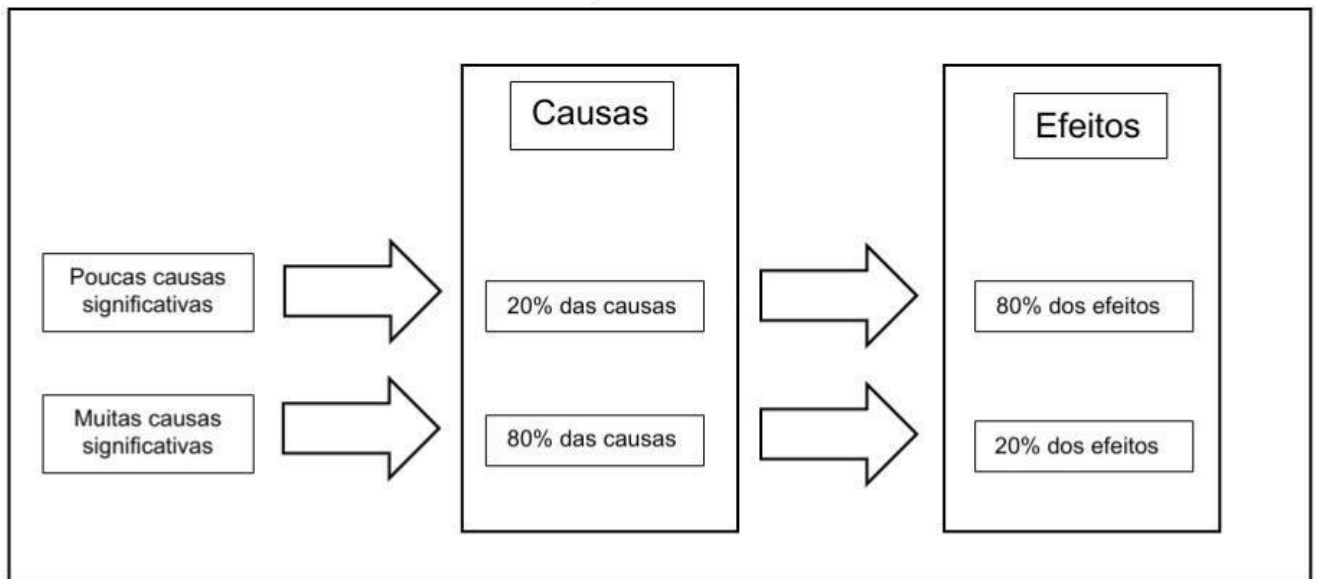 Causas
Efeitos
Poucas causas
significativas
20% das causas
80% dos efeitos
Muitas causas
significativas
80% das causas
20% dos efeitos